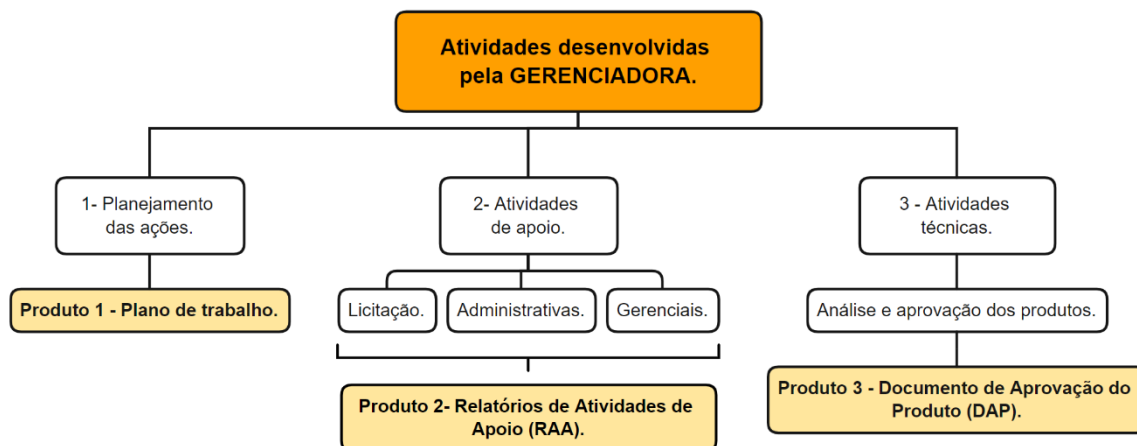 Atividades desenvolvidas
pela GERENCIADORA.
1- Planejamento
das ações.
2- Atividades
de apoio.
3 - Atividades
técnicas.
Produto 1 - Plano de trabalho.
Licitação.
Administrativas.
Gerenciais.
Análise e aprovação dos produtos.
Produto 2- Relatórios de Atividades de
Apoio (RAA).
Produto 3 - Documento de Aprovação do
Produto (DAP).